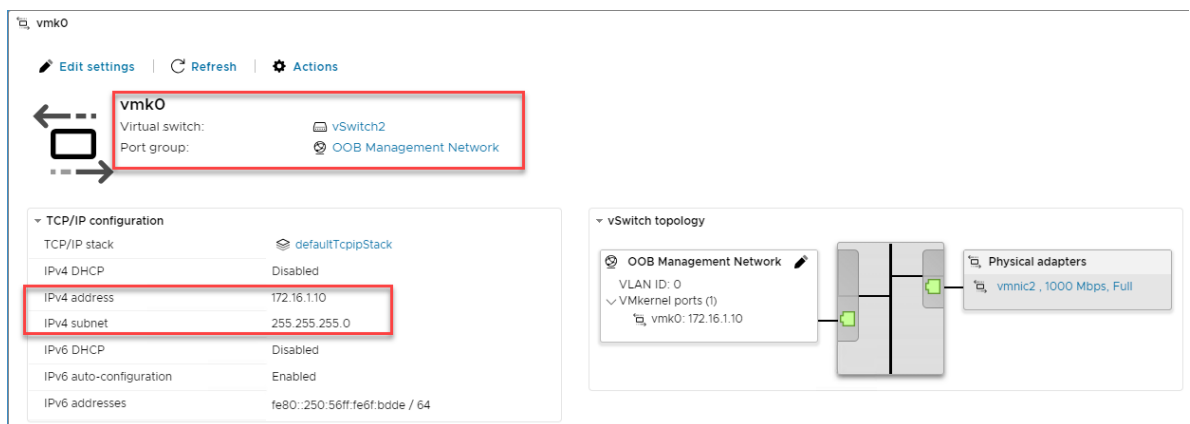 vmk0
Edit settings | Refresh | Actions
vmk0
Virtual switch: vSwitch2
Port group: OOB Management Network
TCP/IP configuration
TCP/IP stack defaultTcpipStack
IPv4 DHCP Disabled
IPv4 address 172.16.1.10
IPv4 subnet 255.255.255.0
IPv6 DHCP Disabled
IPv6 auto-configuration Enabled
IPv6 addresses fe80::250:56ff:fe6f:bdde / 64
vSwitch topology
OOB Management Network
VLAN ID: 0
VMkernel ports (1)
vmk0: 172.16.1.10
Physical adapters
vmnic2 , 1000 Mbps, Full